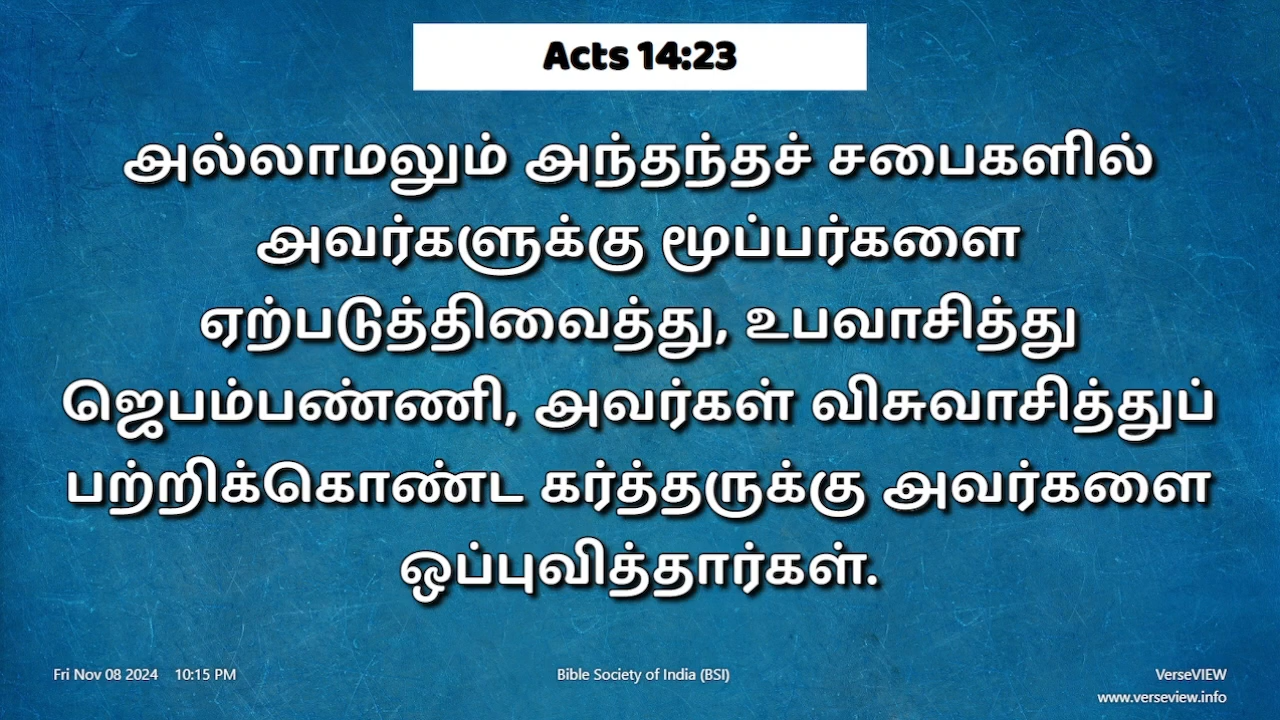 Acts 14:23
அல்லாமலும் அந்தந்தச் சபைகளில்
அவர்களுக்கு மூப்பர்களை
ஏற்படுத்திவைத்து, உபவாசித்து
ஜெபம்பண்ணி, அவர்கள் விசுவாசித்துப்
பற்றிக்கொண்ட கர்த்தருக்கு அவர்களை
ஒப்புவித்தார்கள்.
Fri Nov 08 2024 10:15 PM
Bible Society of India (BSI)
VerseVIEW
www.verseview.info